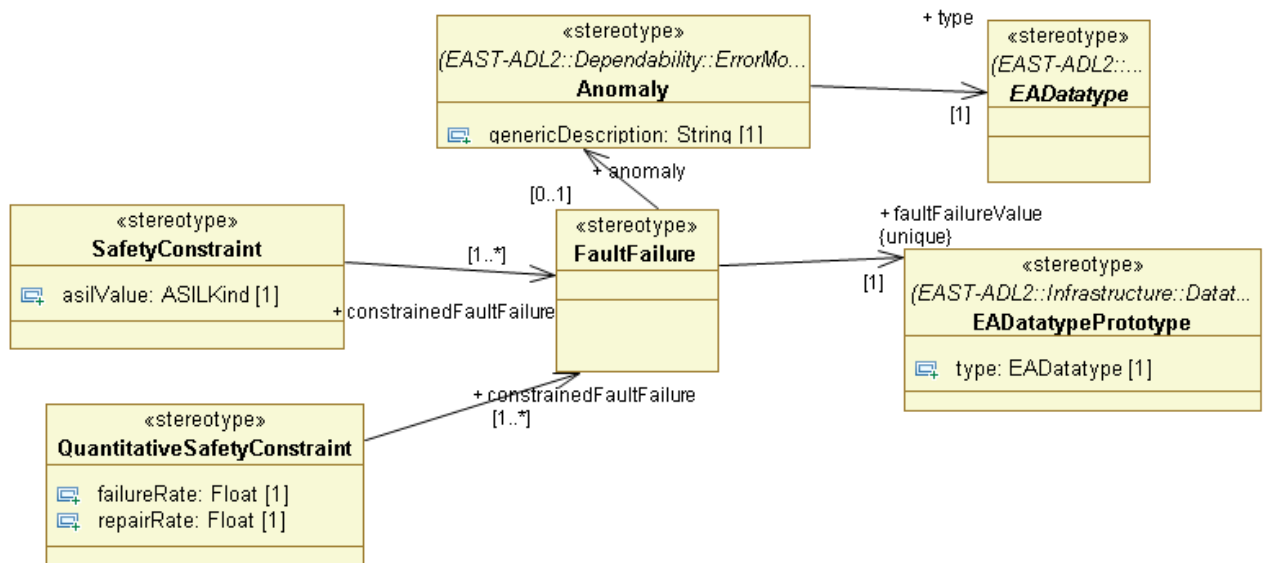 «stereotype»
(EAST-ADL2::Dependability::ErrorMo...
Anomaly
genericDescription: String [1]
+ type
[1]
«stereotype»
(EAST-ADL2::...
EADatatype
+ anomaly
[0..1]
«stereotype»
SafetyConstraint
asilValue: ASILKind [1]
[1..*]
+ constrainedFaultFailure
«stereotype»
FaultFailure
+ faultFailureValue
{unique}
[1]
«stereotype»
(EAST-ADL2::Infrastructure::Datat...
EADatatypePrototype
type: EADatatype [1]
+ constrainedFaultFailure
[1..*]
«stereotype»
QuantitativeSafetyConstraint
failureRate: Float [1]
repairRate: Float [1]